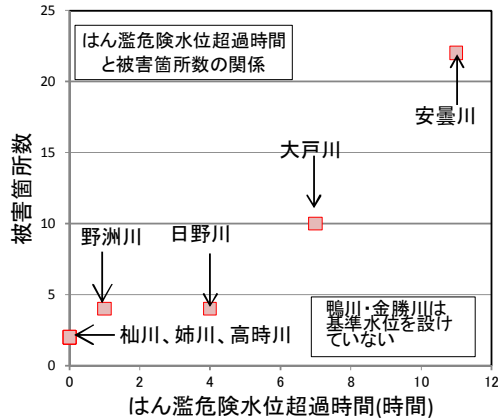 はん濫危険水位超過時間
と被害箇所数の関係
被害箇所数
25
20
15
10
5
0
安曇川
大戸川
野洲川
日野川
杣川、姉川、高時川
鴨川・金勝川は
基準水位を設け
ていない
0 2 4 6 8 10 12
はん濫危険水位超過時間(時間)